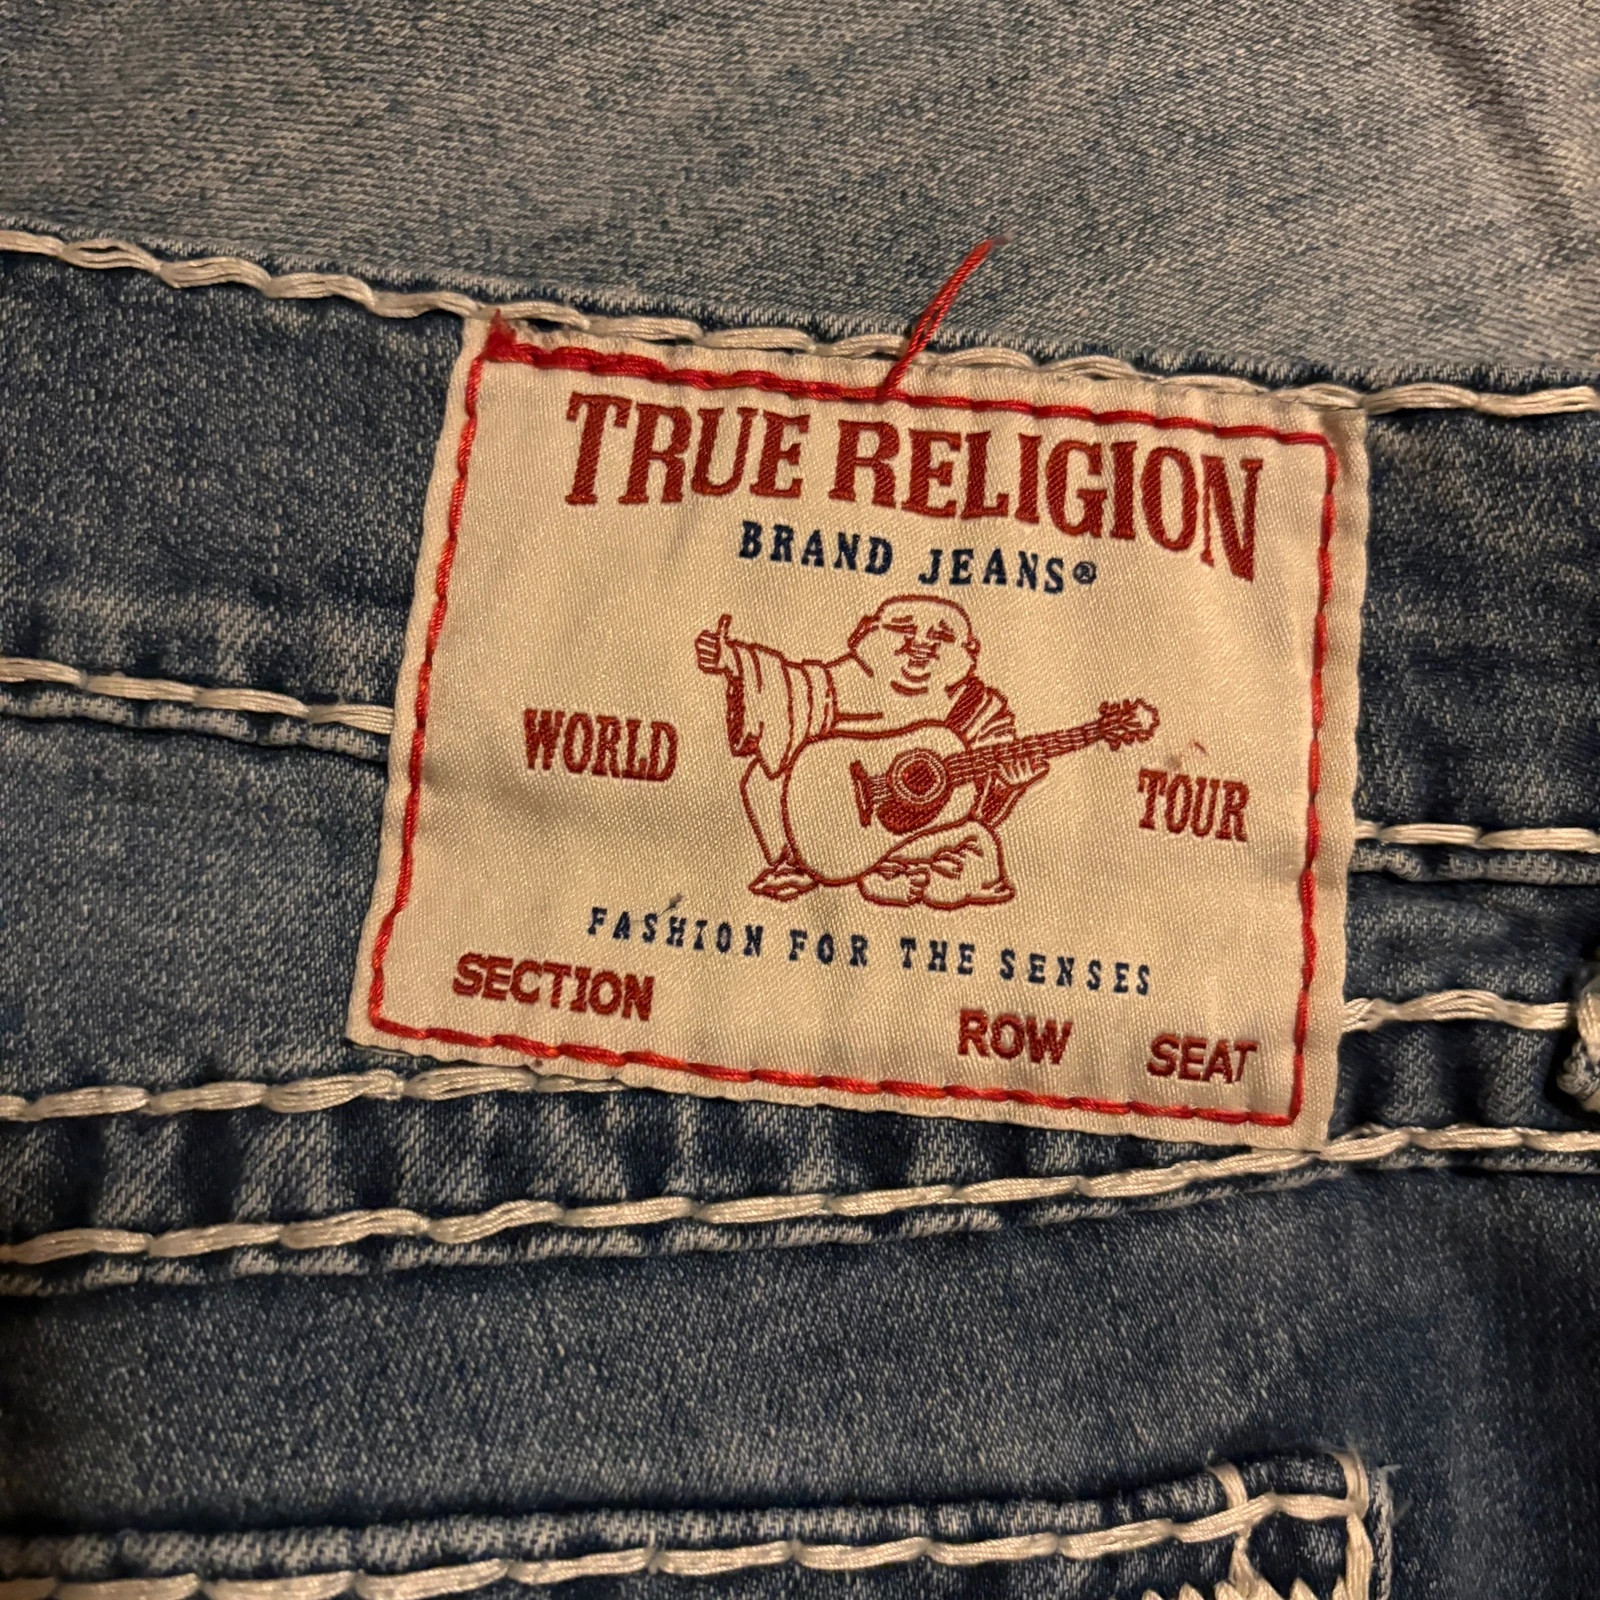 TRUE RELIGION
BRAND JEANS®
WORLD TOUR
FASHION FOR THE SENSES
SECTION ROW SEAT